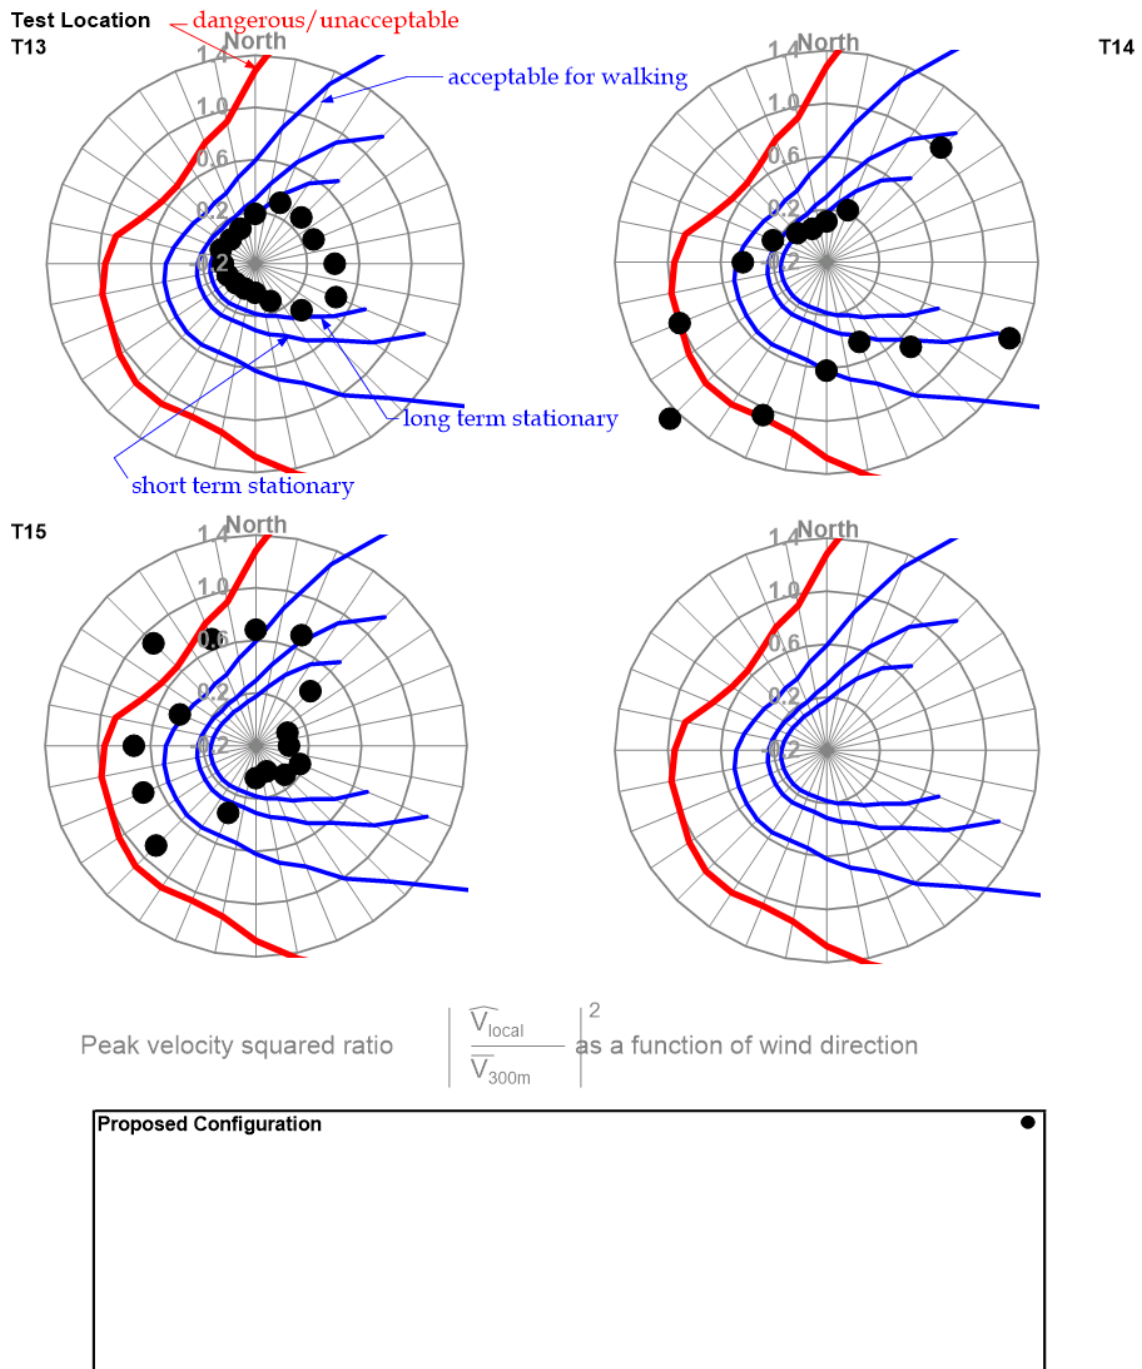 Test Location
dangerous/unacceptable
T13
North
1.4
1.0
0.6
0.2
-0.2
acceptable for walking
long term stationary
short term stationary
North
T14
1.4
1.0
0.6
0.2
-0.2
T15
North
1.4
1.0
0.6
0.2
-0.2
North
1.4
1.0
0.6
0.2
-0.2
Peak velocity squared ratio | V̂local / V̅300m |² as a function of wind direction
Proposed Configuration